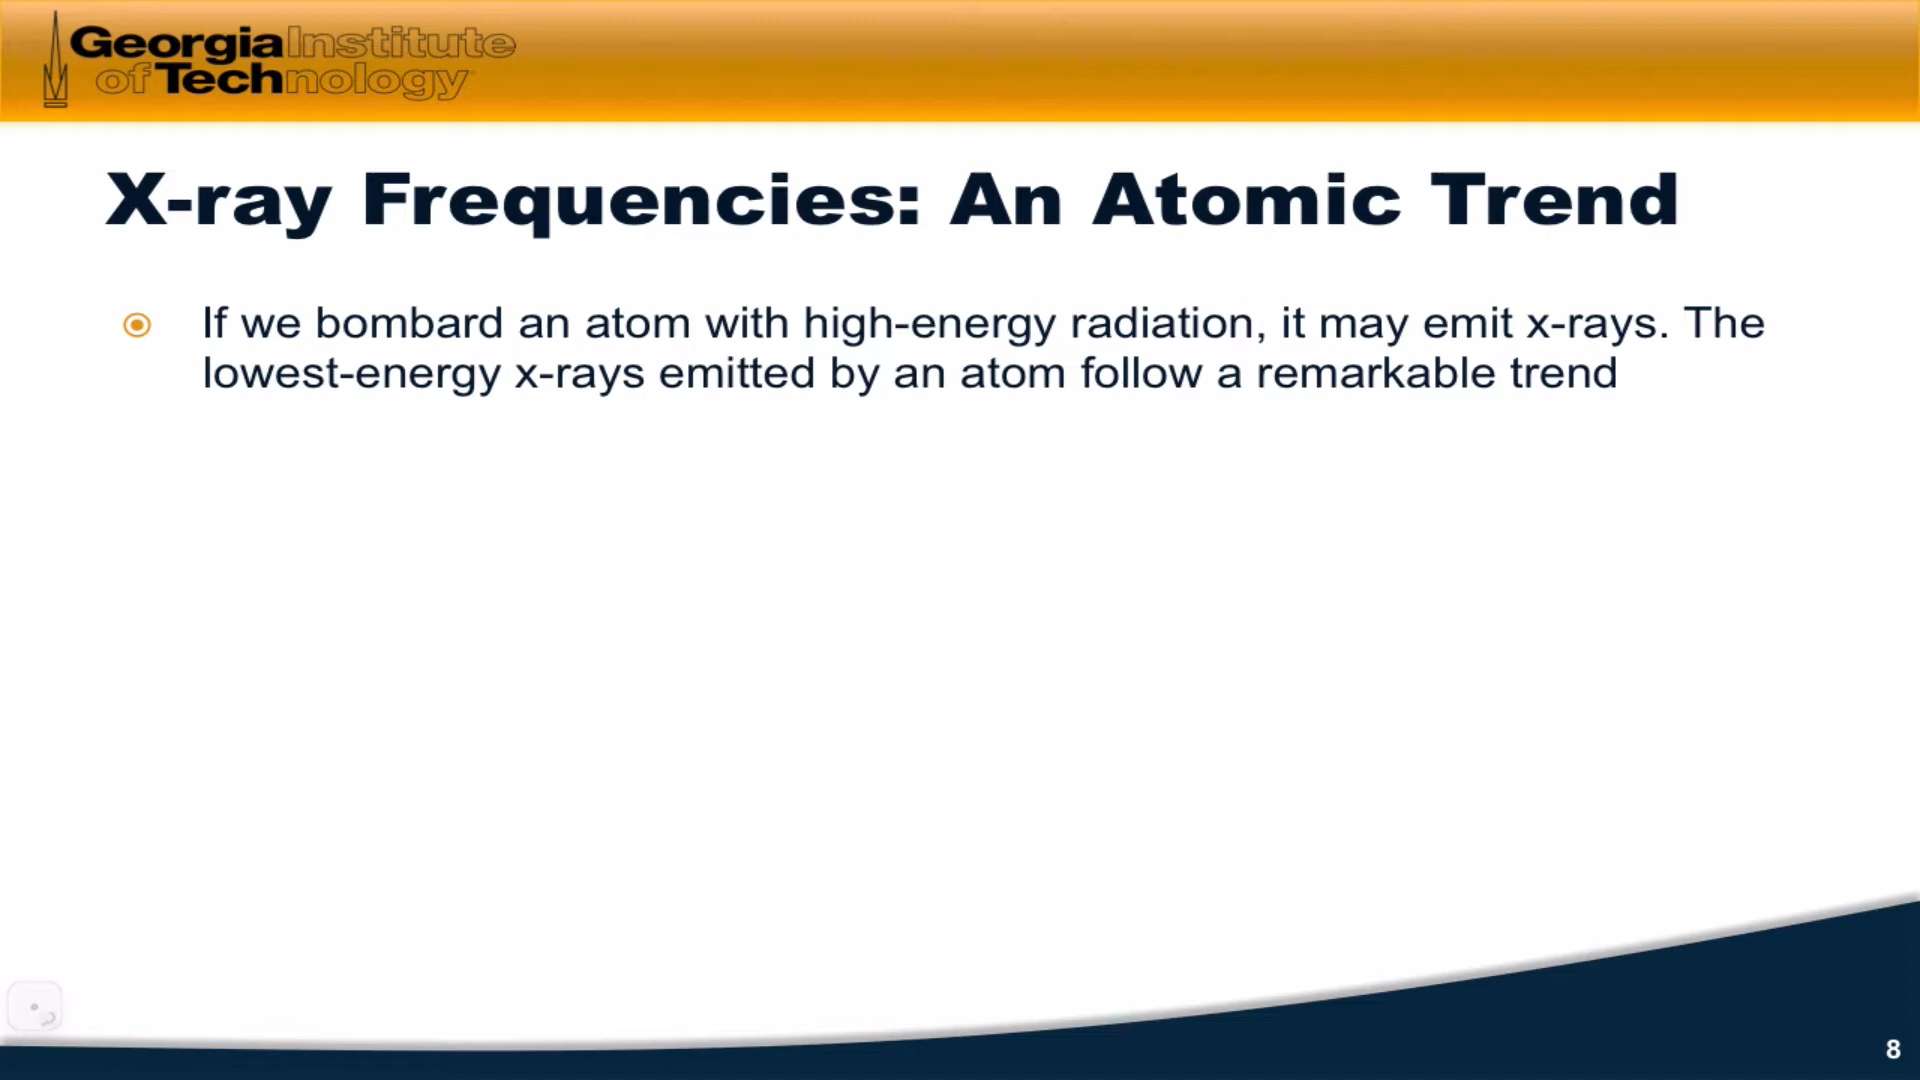 Georgia Institute
of Technology
X-ray Frequencies: An Atomic Trend
If we bombard an atom with high-energy radiation, it may emit x-rays. The
lowest-energy x-rays emitted by an atom follow a remarkable trend
8